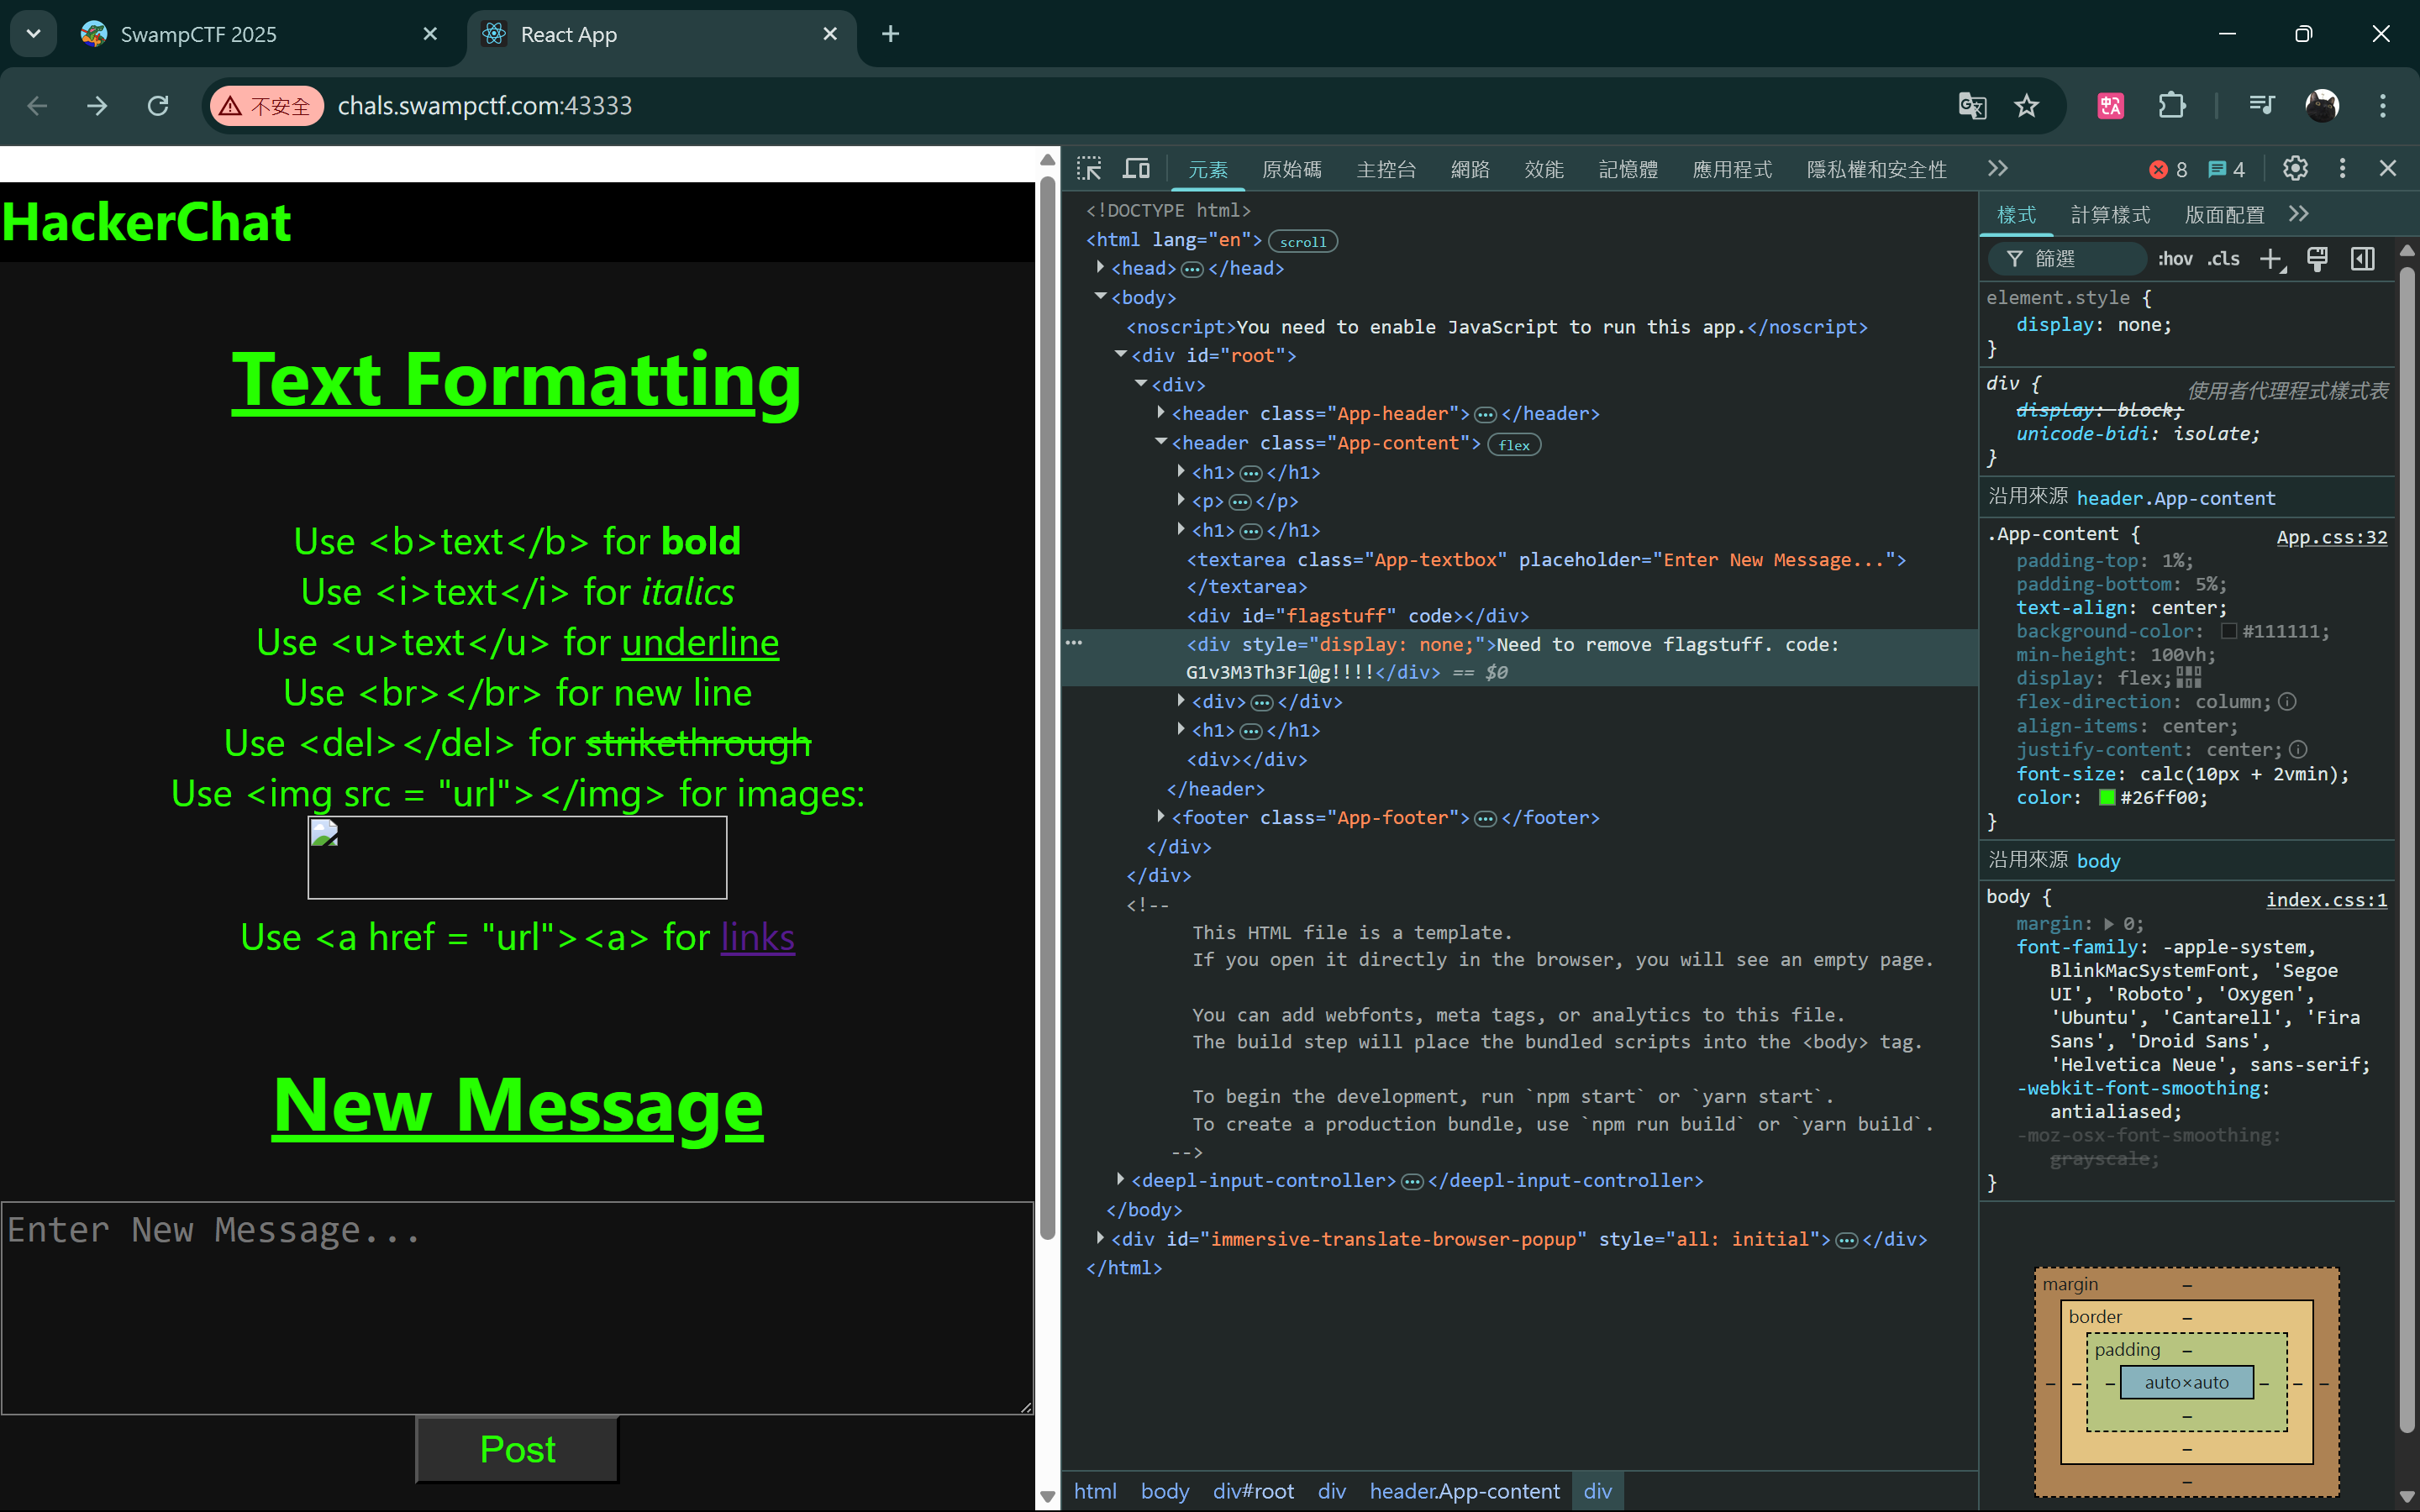 SwampCTF 2025
React App
不安全
chals.swampctf.com:43333
HackerChat
Text Formatting
Use <b>text</b> for bold
Use <i>text</i> for italics
Use <u>text</u> for underline
Use <br></br> for new line
Use <del></del> for strikethrough
Use <img src = "url"></img> for images:
Use <a href = "url"><a> for links
New Message
Enter New Message...
Post
元素 原始碼 主控台 網路 效能 記憶體 應用程式 隱私權和安全性 8 4
<!DOCTYPE html>
<html lang="en"> scroll
<head> ••• </head>
<body>
<noscript>You need to enable JavaScript to run this app.</noscript>
<div id="root">
<div>
<header class="App-header"> ••• </header>
<header class="App-content"> flex
<h1> ••• </h1>
<p> ••• </p>
<h1> ••• </h1>
<textarea class="App-textbox" placeholder="Enter New Message...">
</textarea>
<div id="flagstuff" code></div>
<div style="display: none;">Need to remove flagstuff. code:
G1v3M3Th3Fl@g!!!!</div> == $0
<div> ••• </div>
<h1> ••• </h1>
<div></div>
</header>
<footer class="App-footer"> ••• </footer>
</div>
</div>
<!--
This HTML file is a template.
If you open it directly in the browser, you will see an empty page.
You can add webfonts, meta tags, or analytics to this file.
The build step will place the bundled scripts into the <body> tag.
To begin the development, run `npm start` or `yarn start`.
To create a production bundle, use `npm run build` or `yarn build`.
-->
<deepl-input-controller> ••• </deepl-input-controller>
</body>
<div id="immersive-translate-browser-popup" style="all: initial"> ••• </div>
</html>
html body div#root div header.App-content div
樣式 計算樣式 版面配置
篩選 :hov .cls
element.style {
display: none;
}
div { 使用者代理程式樣式表
display: block;
unicode-bidi: isolate;
}
沿用來源 header.App-content
.App-content { App.css:32
padding-top: 1%;
padding-bottom: 5%;
text-align: center;
background-color: #111111;
min-height: 100vh;
display: flex;
flex-direction: column;
align-items: center;
justify-content: center;
font-size: calc(10px + 2vmin);
color: #26ff00;
}
沿用來源 body
body { index.css:1
margin: 0;
font-family: -apple-system,
BlinkMacSystemFont, 'Segoe
UI', 'Roboto', 'Oxygen',
'Ubuntu', 'Cantarell', 'Fira
Sans', 'Droid Sans',
'Helvetica Neue', sans-serif;
-webkit-font-smoothing:
antialiased;
-moz-osx-font-smoothing:
grayscale;
}
margin –
border –
padding –
– – – auto×auto – – –
–
–
–